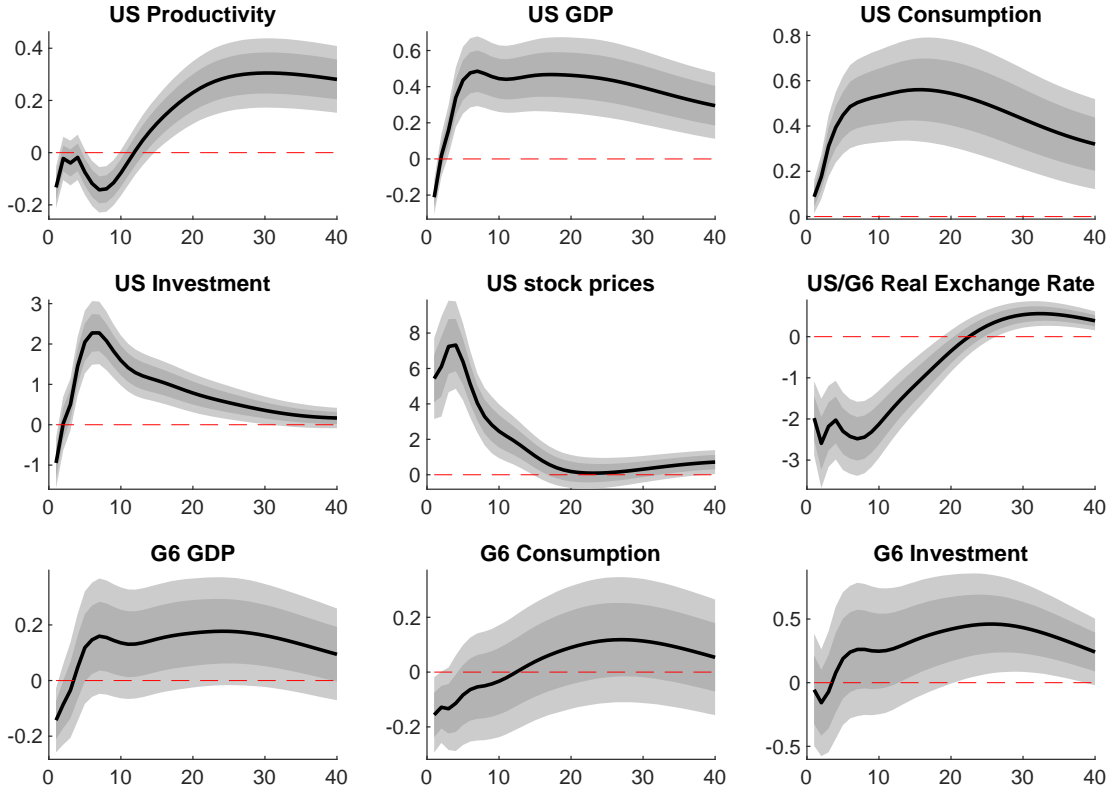 US Productivity
0.4
0.2
0
-0.2
0 10 20 30 40
US GDP
0.6
0.4
0.2
0
-0.2
0 10 20 30 40
US Consumption
0.8
0.6
0.4
0.2
0
0 10 20 30 40
US Investment
3
2
1
0
-1
0 10 20 30 40
US stock prices
8
6
4
2
0
0 10 20 30 40
US/G6 Real Exchange Rate
0
-1
-2
-3
0 10 20 30 40
G6 GDP
0.2
0
-0.2
0 10 20 30 40
G6 Consumption
0.2
0
-0.2
0 10 20 30 40
G6 Investment
0.5
0
-0.5
0 10 20 30 40